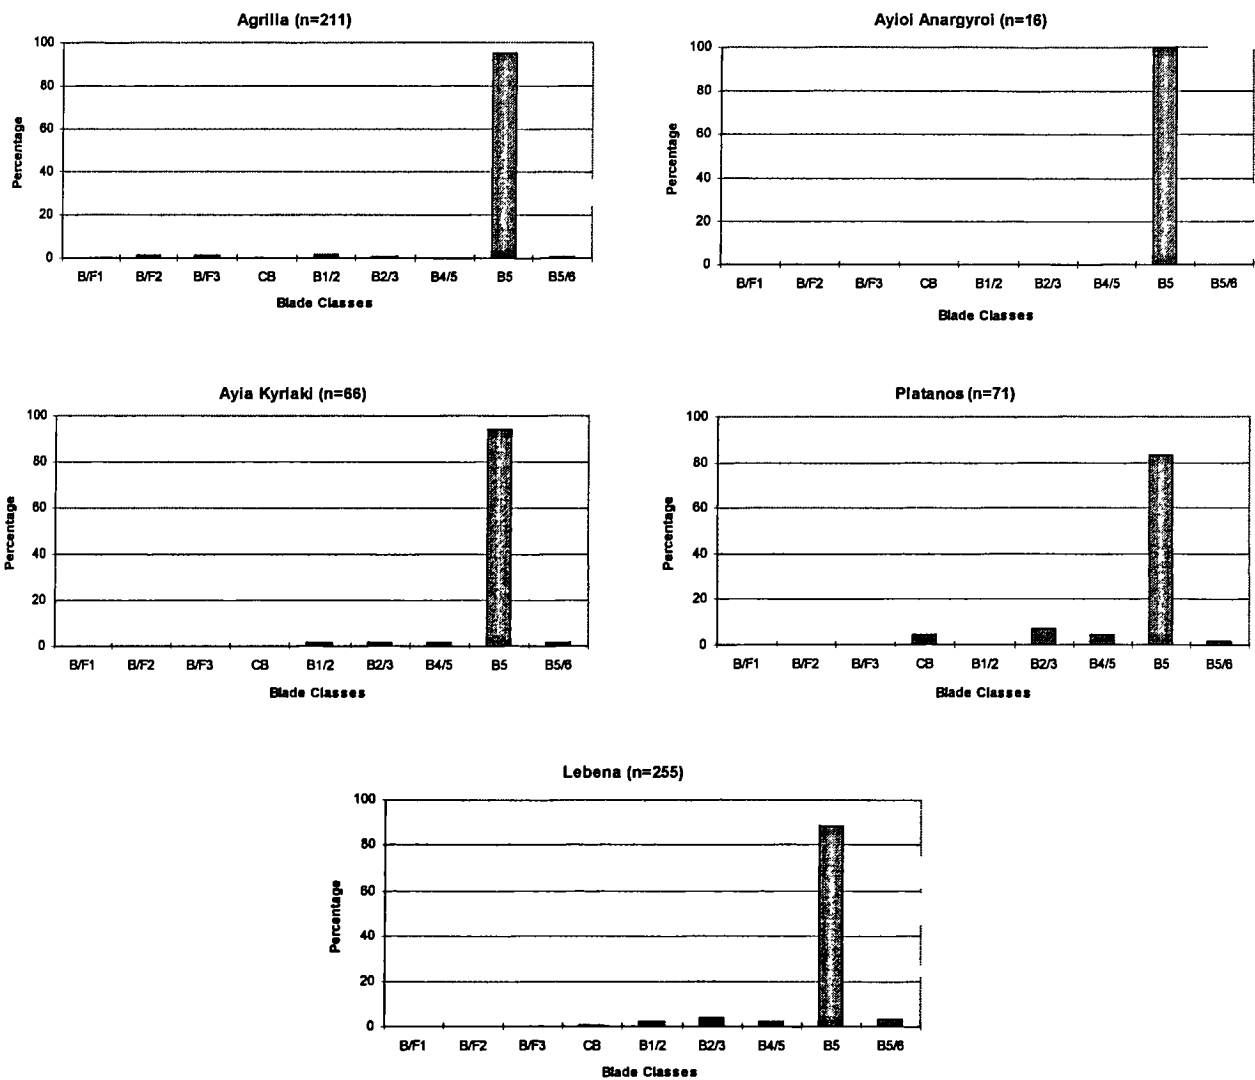 Agrilia (n=211)
100
80
60
40
20
0
Percentage
B/F1 B/F2 B/F3 CB B1/2 B2/3 B4/5 B5 B5/6
Blade Classes
Ayioi Anargyroi (n=16)
100
80
60
40
20
0
Percentage
B/F1 B/F2 B/F3 CB B1/2 B2/3 B4/5 B5 B5/6
Blade Classes
Ayia Kyriaki (n=66)
100
80
60
40
20
0
Percentage
B/F1 B/F2 B/F3 CB B1/2 B2/3 B4/5 B5 B5/6
Blade Classes
Platanos (n=71)
100
80
60
40
20
0
Percentage
B/F1 B/F2 B/F3 CB B1/2 B2/3 B4/5 B5 B5/6
Blade Classes
Lebena (n=255)
100
80
60
40
20
0
Percentage
B/F1 B/F2 B/F3 CB B1/2 B2/3 B4/5 B5 B5/6
Blade Classes